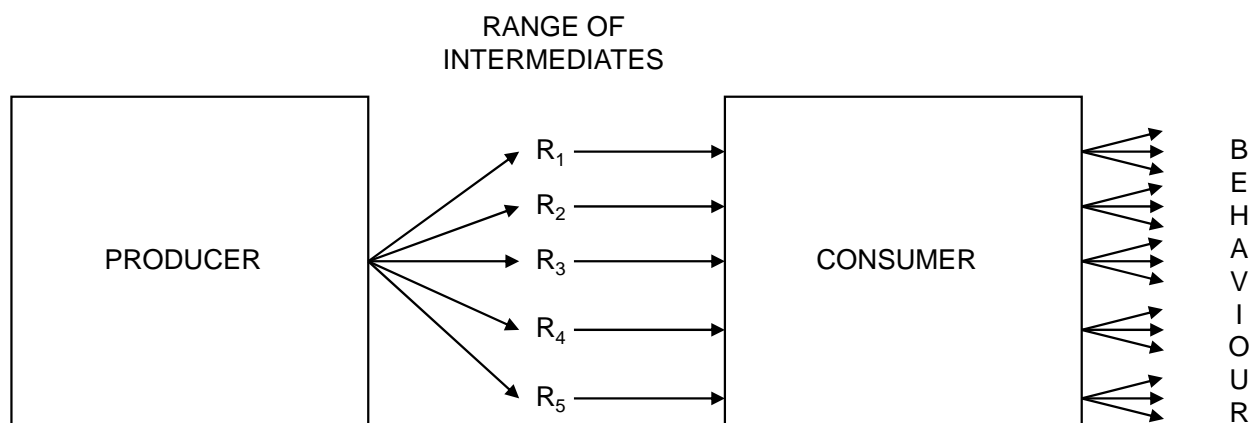 RANGE OF
INTERMEDIATES
PRODUCER
R₁
R₂
R₃
R₄
R₅
CONSUMER
B
E
H
A
V
I
O
U
R